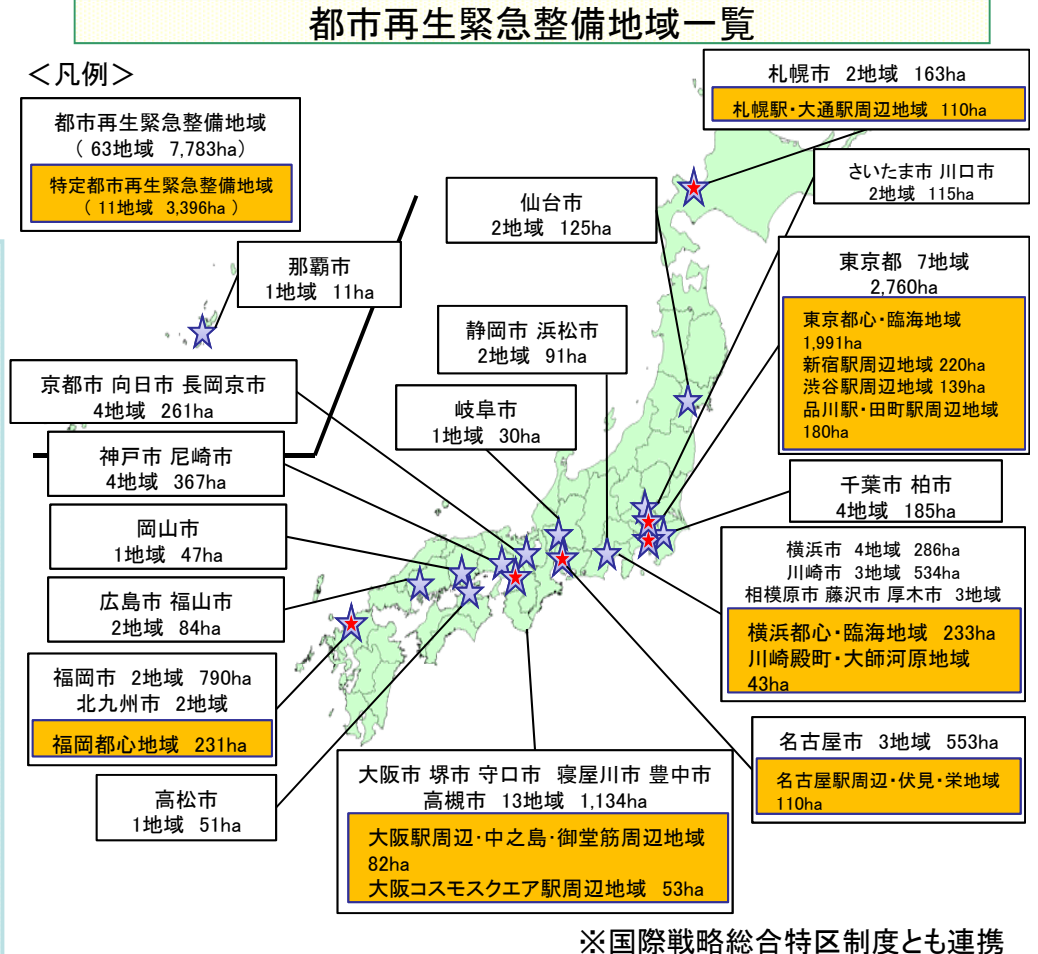 都市再生緊急整備地域一覧
＜凡例＞
都市再生緊急整備地域
（ 63地域 7,783ha）
特定都市再生緊急整備地域
（ 11地域 3,396ha ）
札幌市 2地域 163ha
札幌駅・大通駅周辺地域 110ha
さいたま市 川口市
2地域 115ha
仙台市
2地域 125ha
那覇市
1地域 11ha
東京都 7地域
2,760ha
東京都心・臨海地域
1,991ha
新宿駅周辺地域 220ha
渋谷駅周辺地域 139ha
品川駅・田町駅周辺地域
180ha
静岡市 浜松市
2地域 91ha
京都市 向日市 長岡京市
4地域 261ha
岐阜市
1地域 30ha
神戸市 尼崎市
4地域 367ha
千葉市 柏市
4地域 185ha
岡山市
1地域 47ha
横浜市 4地域 286ha
川崎市 3地域 534ha
相模原市 藤沢市 厚木市 3地域
横浜都心・臨海地域 233ha
川崎殿町・大師河原地域
43ha
広島市 福山市
2地域 84ha
福岡市 2地域 790ha
北九州市 2地域
福岡都心地域 231ha
名古屋市 3地域 553ha
名古屋駅周辺・伏見・栄地域
110ha
高松市
1地域 51ha
大阪市 堺市 守口市 寝屋川市 豊中市
高槻市 13地域 1,134ha
大阪駅周辺・中之島・御堂筋周辺地域
82ha
大阪コスモスクエア駅周辺地域 53ha
※国際戦略総合特区制度とも連携